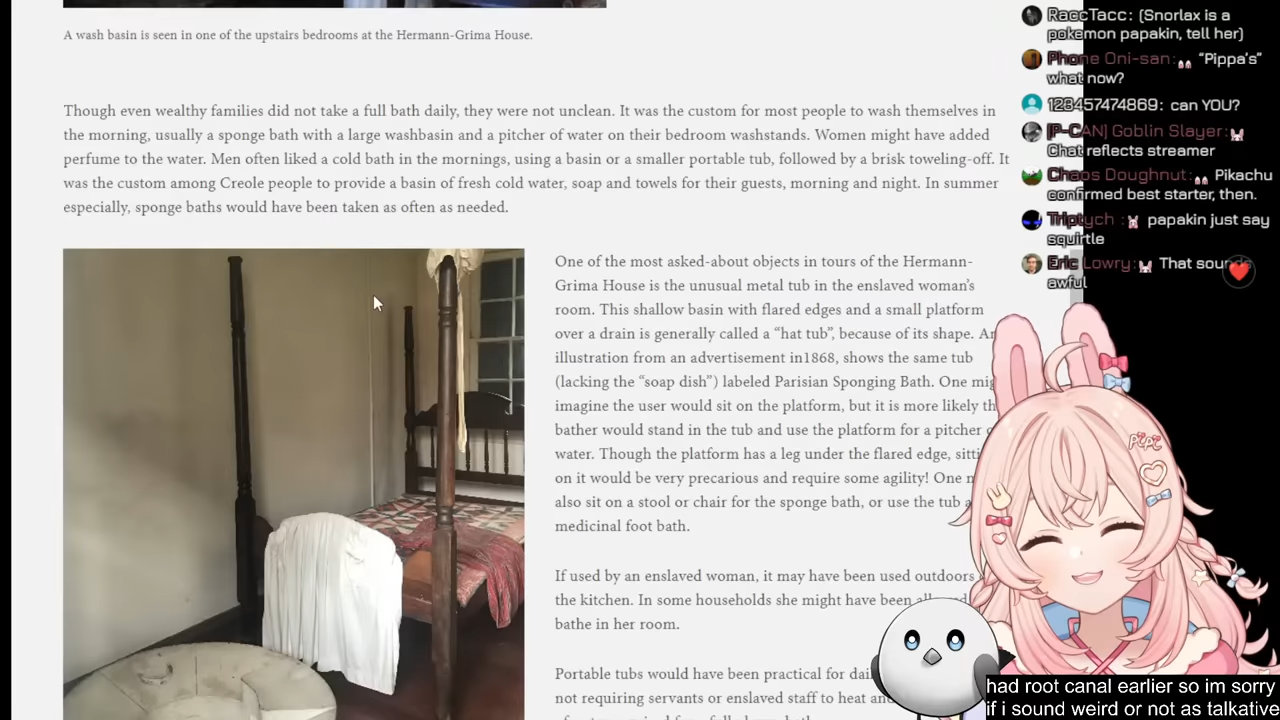 A wash basin is seen in one of the upstairs bedrooms at the Hermann-Grima House.
Though even wealthy families did not take a full bath daily, they were not unclean. It was the custom for most people to wash themselves in
the morning, usually a sponge bath with a large washbasin and a pitcher of water on their bedroom washstands. Women might have added
perfume to the water. Men often liked a cold bath in the mornings, using a basin or a smaller portable tub, followed by a brisk toweling-off. It
was the custom among Creole people to provide a basin of fresh cold water, soap and towels for their guests, morning and night. In summer
especially, sponge baths would have been taken as often as needed.
One of the most asked-about objects in tours of the Hermann-
Grima House is the unusual metal tub in the enslaved woman's
room. This shallow basin with flared edges and a small platform
over a drain is generally called a “hat tub”, because of its shape. An
illustration from an advertisement in1868, shows the same tub
(lacking the “soap dish”) labeled Parisian Sponging Bath. One
imagine the user would sit on the platform, but it is more likely
bather would stand in the tub and use the platform for a pitcher
water. Though the platform has a leg under the flared edge,
on it would be very precarious and require some agility! One
also sit on a stool or chair for the sponge bath, or use the tub
medicinal foot bath.
If used by an enslaved woman, it may have been used outdoors
the kitchen. In some households she might have been
bathe in her room.
Portable tubs would have been practical for
not requiring servants or enslaved staff to heat
RaccTacc: (Snorlax is a
pokemon papakin, tell her)
Phone Oni-san: “Pippa's”
what now?
123457474869: can YOU?
[P-CAN] Goblin Slayer:
Chat reflects streamer
Chaos Doughnut: Pikachu
confirmed best starter, then.
Triptych : papakin just say
squirtle
Eric Lowry: That
awful
Pipi
had root canal earlier so im sorry
if i sound weird or not as talkative